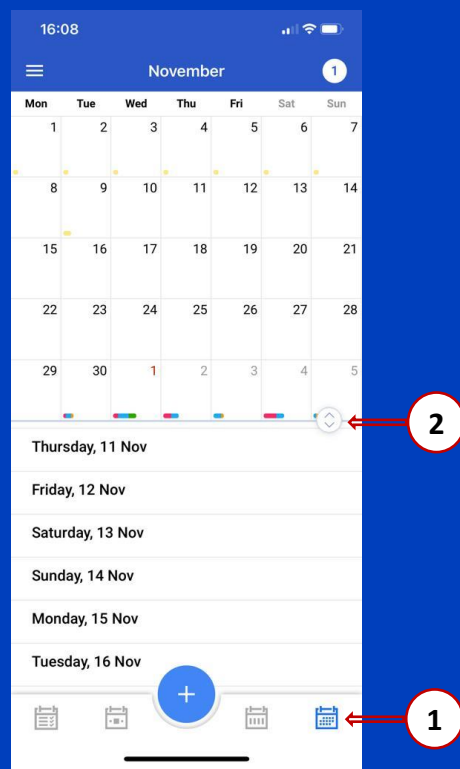 16:08
November
1
Mon Tue Wed Thu Fri Sat Sun
1 2 3 4 5 6 7
8 9 10 11 12 13 14
15 16 17 18 19 20 21
22 23 24 25 26 27 28
29 30 1 2 3 4 5
2
Thursday, 11 Nov
Friday, 12 Nov
Saturday, 13 Nov
Sunday, 14 Nov
Monday, 15 Nov
Tuesday, 16 Nov
+
1